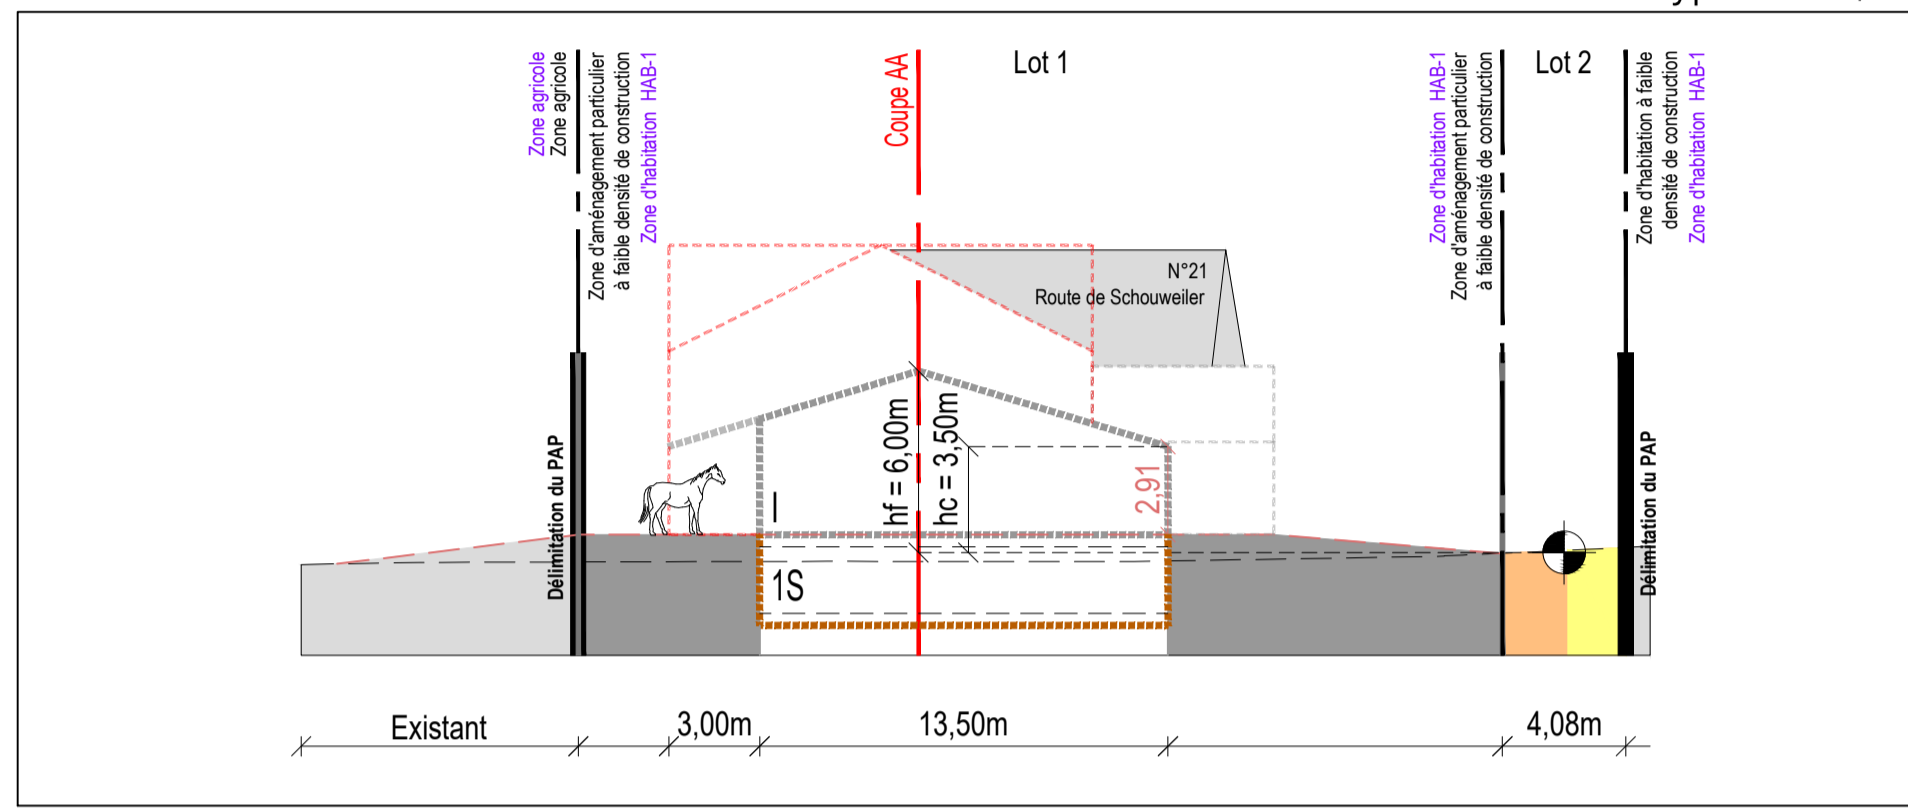 Zone agricole
Zone agricole
Zone d'aménagement particulier
à faible densité de construction
Zone d'habitation HAB-1
Coupe AA
Lot 1
Zone d'habitation HAB-1
Zone d'aménagement particulier
à faible densité de construction
Lot 2
Zone d'habitation à faible
densité de construction
Zone d'habitation HAB-1
N°21
Route de Schouweiler
Délimitation du PAP
I
hf = 6,00m
hc = 3,50m
2,91
Délimitation du PAP
1S
Existant
3,00m
13,50m
4,08m